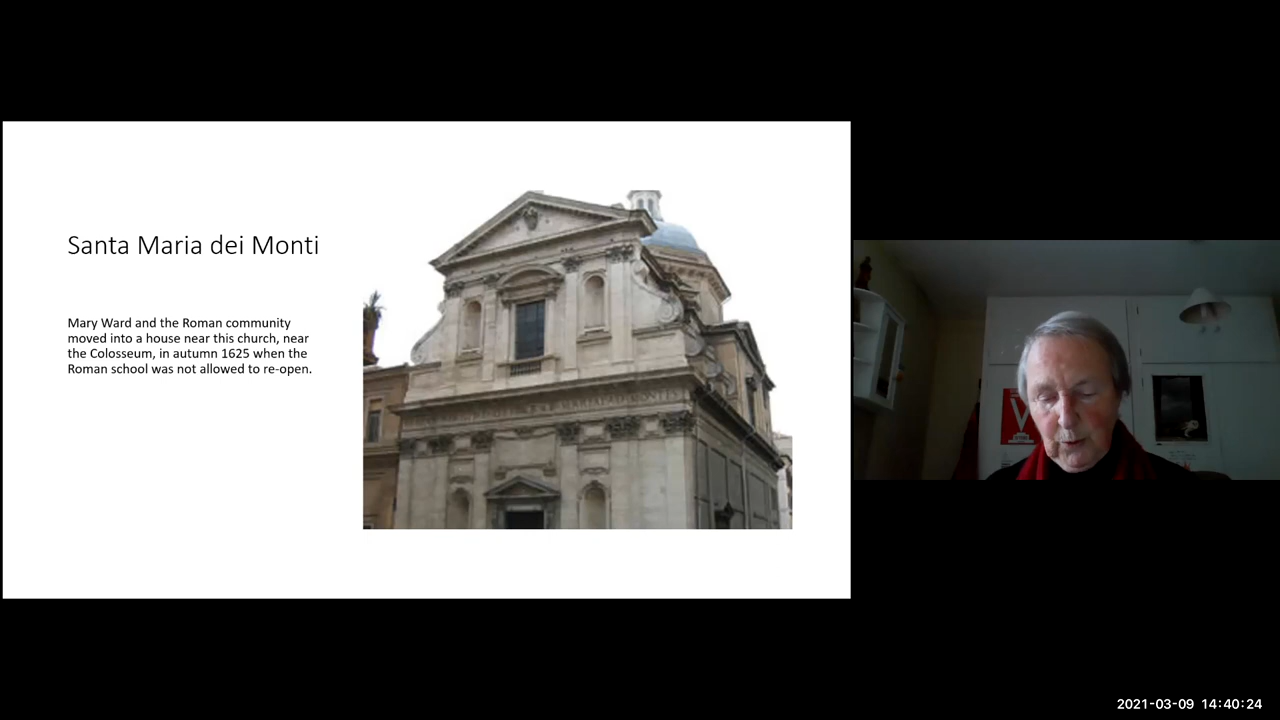 Santa Maria dei Monti
Mary Ward and the Roman community
moved into a house near this church, near
the Colosseum, in autumn 1625 when the
Roman school was not allowed to re-open.
V
2021-03-09 14:40:24